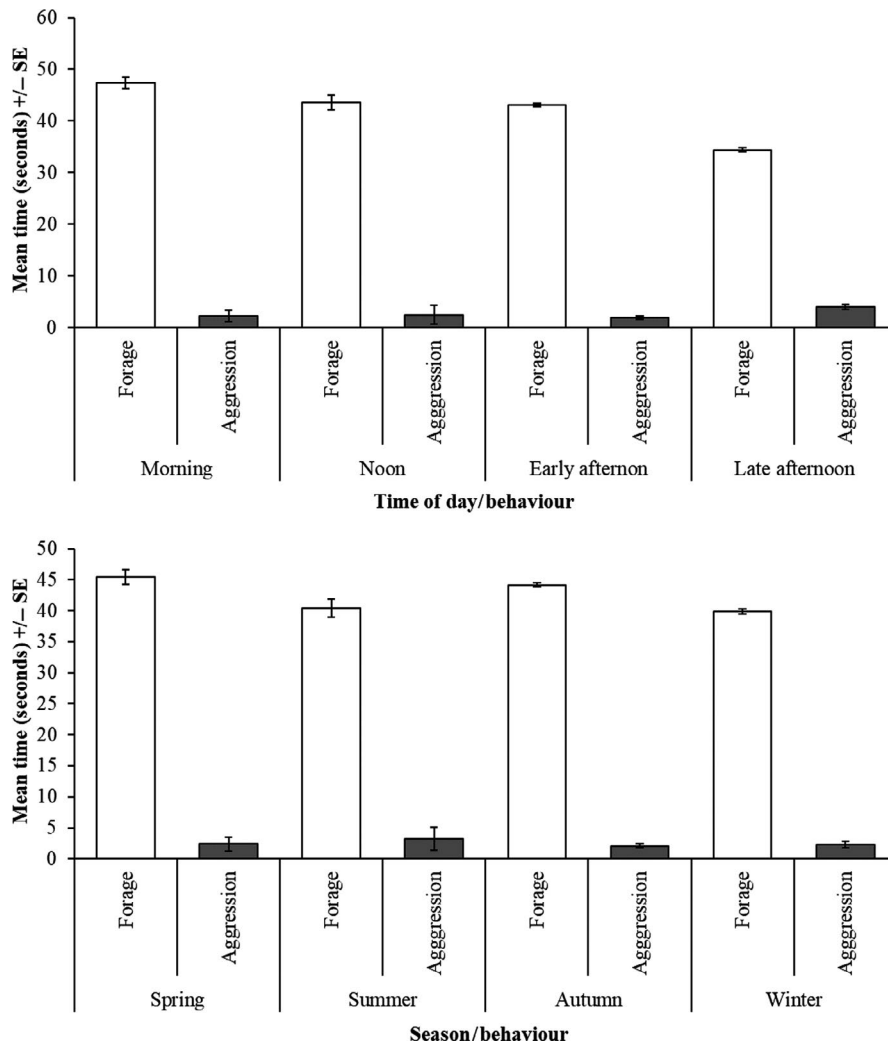 Mean time (seconds) +/– SE
60
50
40
30
20
10
0
Forage
Aggression
Forage
Agggression
Forage
Agggression
Forage
Agggression
Morning
Noon
Early afternon
Late afternoon
Time of day/behaviour
Mean time (seconds) +/– SE
50
45
40
35
30
25
20
15
10
5
0
Forage
Aggression
Forage
Agggression
Forage
Agggression
Forage
Agggression
Spring
Summer
Autumn
Winter
Season/behaviour